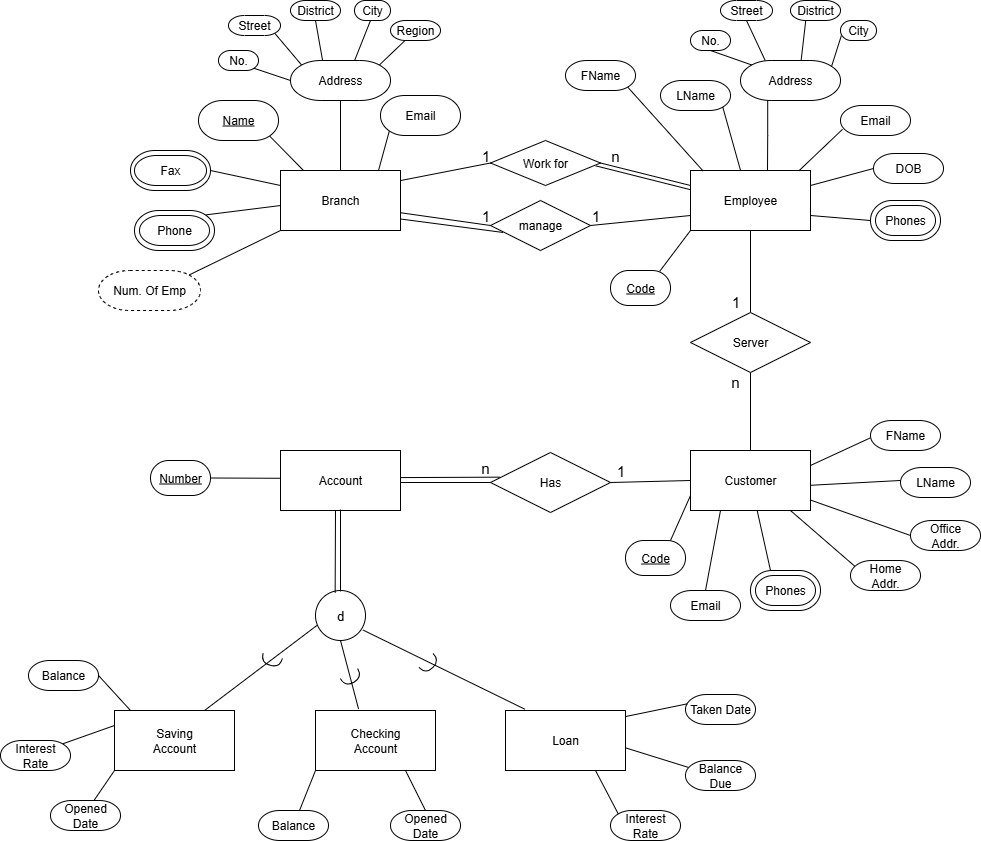 Street
District
City
Region
No.
Address
Name
Email
Fax
Phone
Num. Of Emp
Branch
1
Work for
n
1
manage
1
Street
District
City
No.
Address
FName
LName
Email
DOB
Phones
Employee
Code
1
Server
n
Number
Account
n
Has
1
Customer
FName
LName
Office
Addr.
Home
Addr.
Code
Email
Phones
d
Balance
Interest
Rate
Opened
Date
Saving
Account
Checking
Account
Balance
Opened
Date
Loan
Taken Date
Balance
Due
Interest
Rate